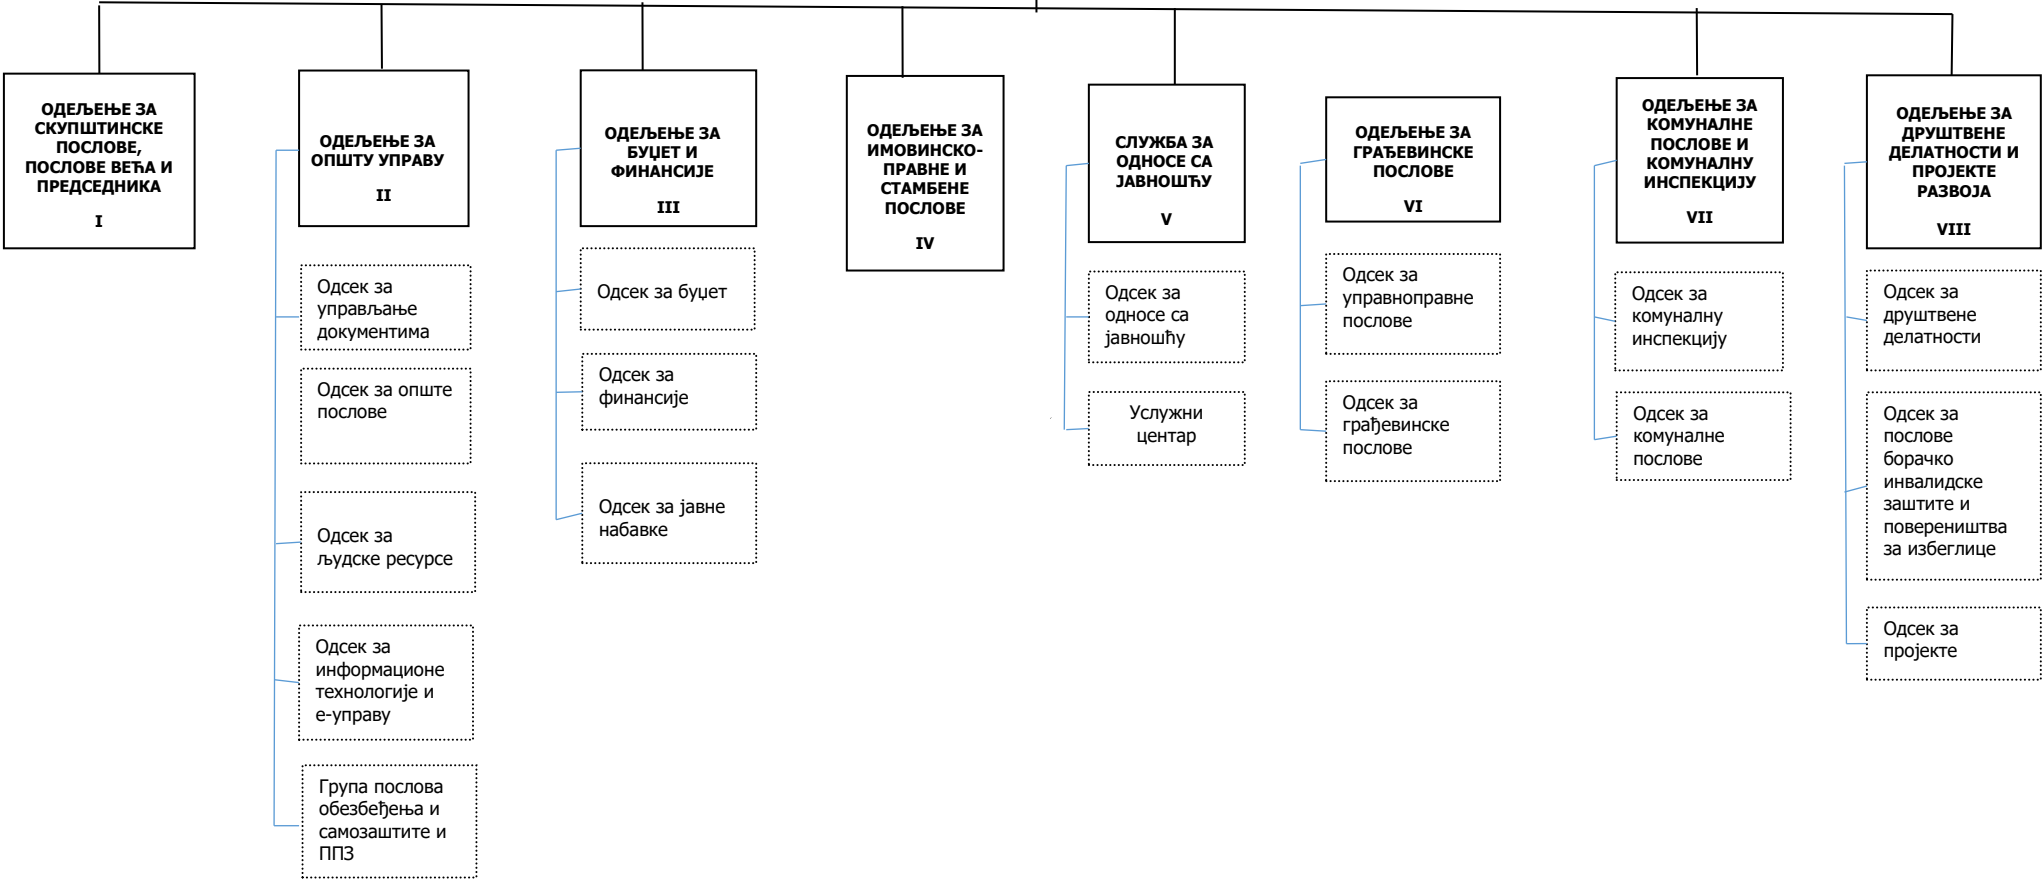 ОДЕЉЕЊЕ ЗА
СКУПШТИНСКЕ
ПОСЛОВЕ,
ПОСЛОВЕ ВЕЋА И
ПРЕДСЕДНИКА
I
ОДЕЉЕЊЕ ЗА
ОПШТУ УПРАВУ
II
Одсек за
управљање
документима
Одсек за опште
послове
Одсек за
људске ресурсе
Одсек за
информационе
технологије и
е-управу
Група послова
обезбеђења и
самозаштите и
ППЗ
ОДЕЉЕЊЕ ЗА
БУЏЕТ И
ФИНАНСИЈЕ
III
Одсек за буџет
Одсек за
финансије
Одсек за јавне
набавке
ОДЕЉЕЊЕ ЗА
ИМОВИНСКО-
ПРАВНЕ И
СТАМБЕНЕ
ПОСЛОВЕ
IV
СЛУЖБА ЗА
ОДНОСЕ СА
ЈАВНОШЋУ
V
Одсек за
односе са
јавношћу
Услужни
центар
ОДЕЉЕЊЕ ЗА
ГРАЂЕВИНСКЕ
ПОСЛОВЕ
VI
Одсек за
управноправне
послове
Одсек за
грађевинске
послове
ОДЕЉЕЊЕ ЗА
КОМУНАЛНЕ
ПОСЛОВЕ И
КОМУНАЛНУ
ИНСПЕКЦИЈУ
VII
Одсек за
комуналну
инспекцију
Одсек за
комуналне
послове
ОДЕЉЕЊЕ ЗА
ДРУШТВЕНЕ
ДЕЛАТНОСТИ И
ПРОЈЕКТЕ
РАЗВОЈА
VIII
Одсек за
друштвене
делатности
Одсек за
послове
борачко
инвалидске
заштите и
повереништва
за избеглице
Одсек за
пројекте